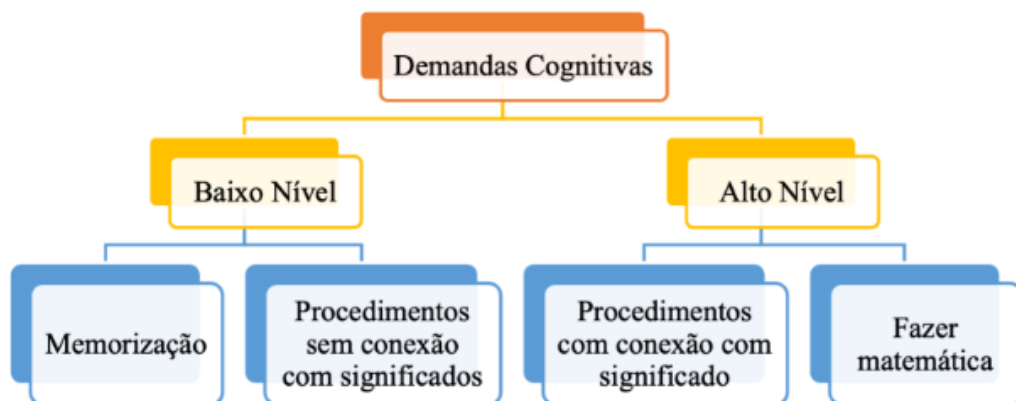 Demandas Cognitivas
Baixo Nível
Alto Nível
Memorização
Procedimentos
sem conexão
com significados
Procedimentos
com conexão com
significado
Fazer
matemática